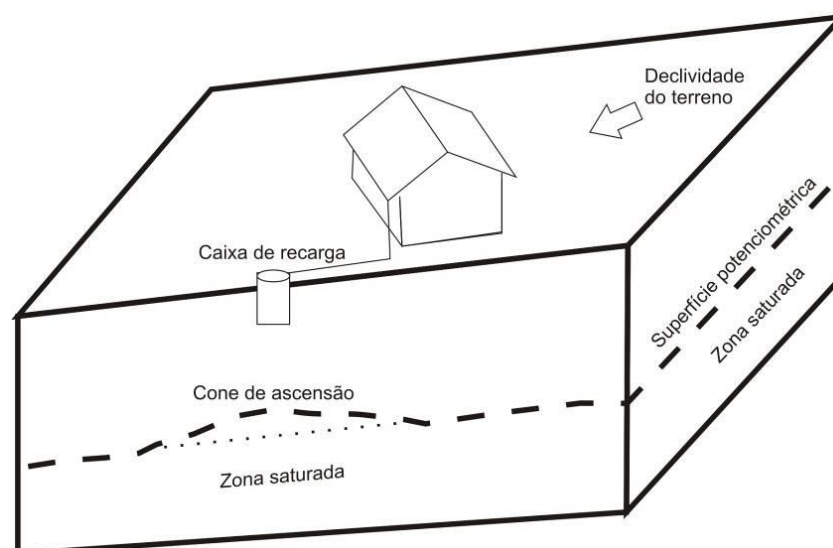 Declividade
do terreno
Caixa de recarga
Superfície potenciométrica
Zona saturada
Cone de ascensão
Zona saturada